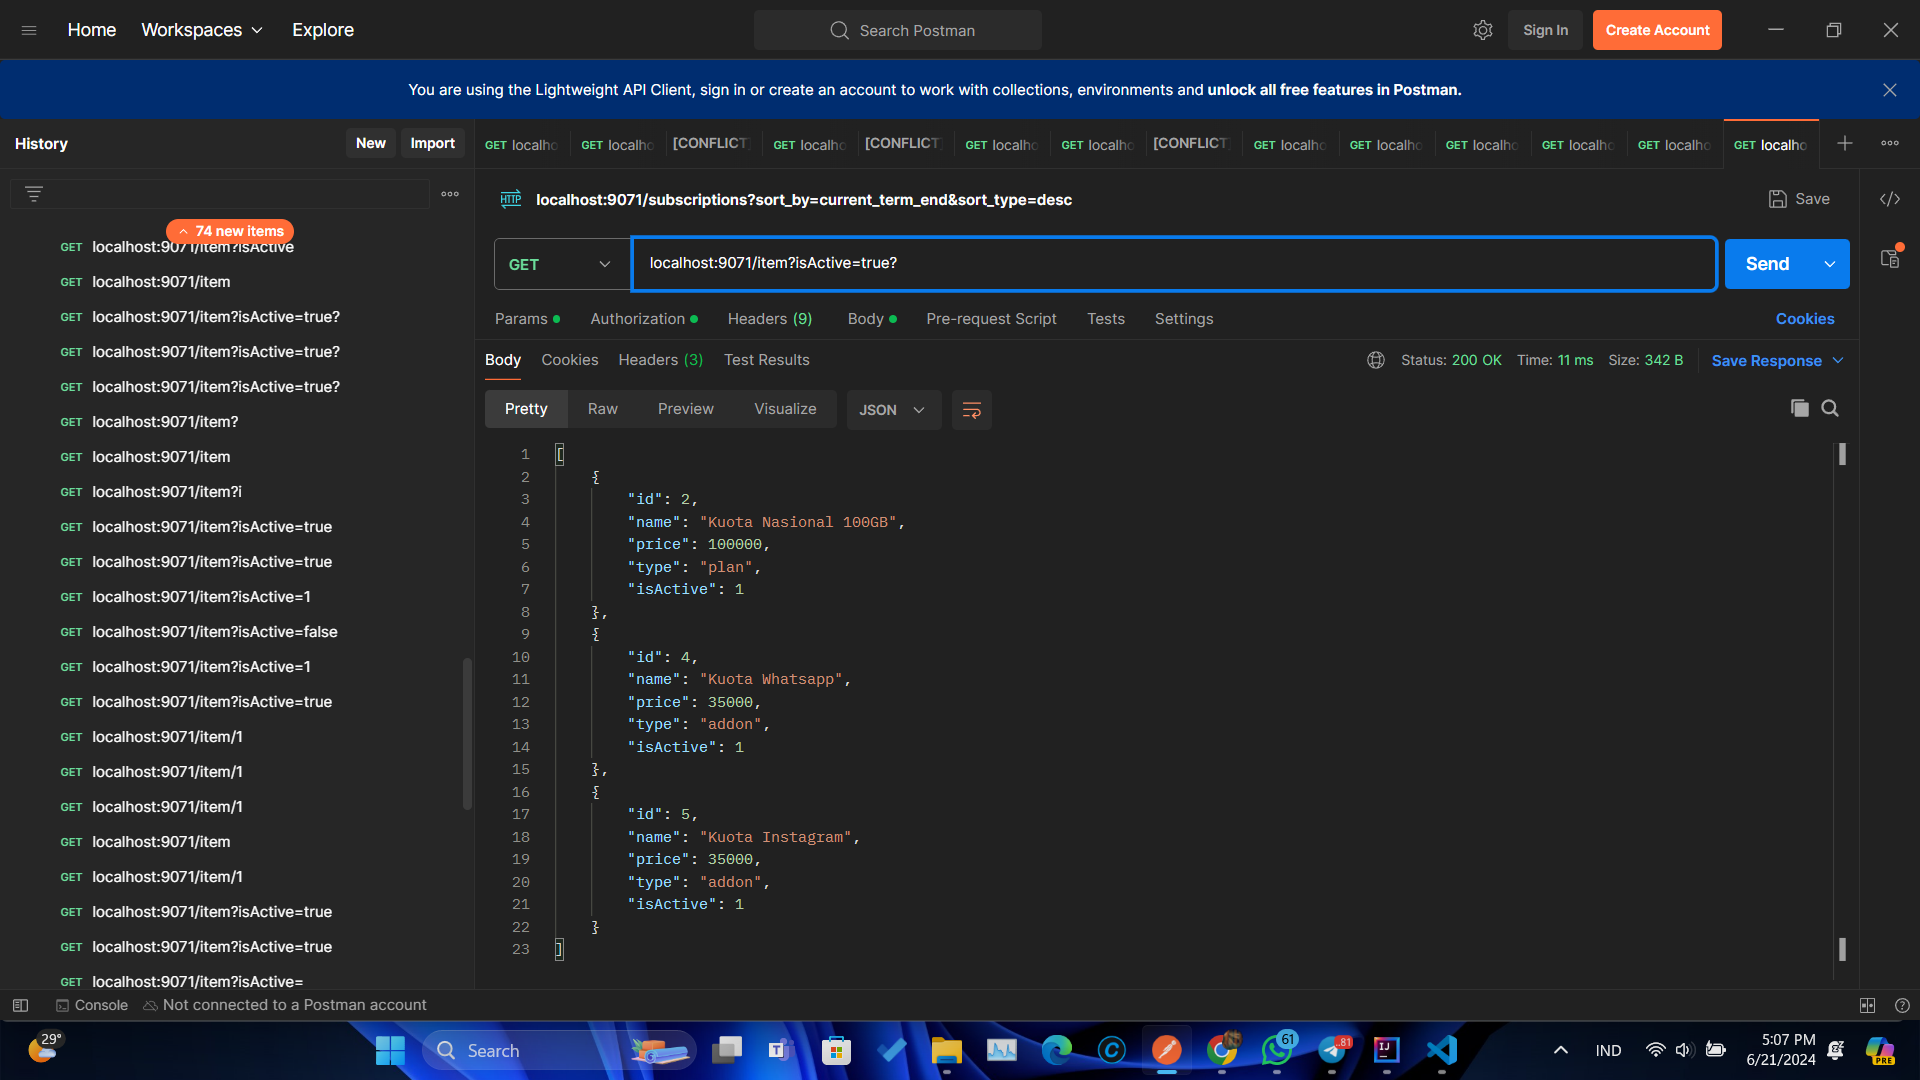 Home
Workspaces
Explore
Search Postman
Sign In
Create Account
You are using the Lightweight API Client, sign in or create an account to work with collections, environments and unlock all free features in Postman.
History
New
Import
GET localho
GET localho
[CONFLICT]
GET localho
[CONFLICT]
GET localho
GET localho
[CONFLICT]
GET localho
GET localho
GET localho
GET localho
GET localho
GET localho
74 new items
GET localhost:9071/item?isActive
GET localhost:9071/item
GET localhost:9071/item?isActive=true?
GET localhost:9071/item?isActive=true?
GET localhost:9071/item?isActive=true?
GET localhost:9071/item?
GET localhost:9071/item
GET localhost:9071/item?i
GET localhost:9071/item?isActive=true
GET localhost:9071/item?isActive=true
GET localhost:9071/item?isActive=1
GET localhost:9071/item?isActive=false
GET localhost:9071/item?isActive=1
GET localhost:9071/item?isActive=true
GET localhost:9071/item/1
GET localhost:9071/item/1
GET localhost:9071/item/1
GET localhost:9071/item
GET localhost:9071/item/1
GET localhost:9071/item?isActive=true
GET localhost:9071/item?isActive=true
GET localhost:9071/item?isActive=
HTTP
localhost:9071/subscriptions?sort_by=current_term_end&sort_type=desc
Save
GET
localhost:9071/item?isActive=true?
Send
Params
Authorization
Headers (9)
Body
Pre-request Script
Tests
Settings
Cookies
Body
Cookies
Headers (3)
Test Results
Status: 200 OK
Time: 11 ms
Size: 342 B
Save Response
Pretty
Raw
Preview
Visualize
JSON
1 [
2 {
3 "id": 2,
4 "name": "Kuota Nasional 100GB",
5 "price": 100000,
6 "type": "plan",
7 "isActive": 1
8 },
9 {
10 "id": 4,
11 "name": "Kuota Whatsapp",
12 "price": 35000,
13 "type": "addon",
14 "isActive": 1
15 },
16 {
17 "id": 5,
18 "name": "Kuota Instagram",
19 "price": 35000,
20 "type": "addon",
21 "isActive": 1
22 }
23 ]
Console
Not connected to a Postman account
29°
Search
61
81
IND
5:07 PM
6/21/2024
PRE